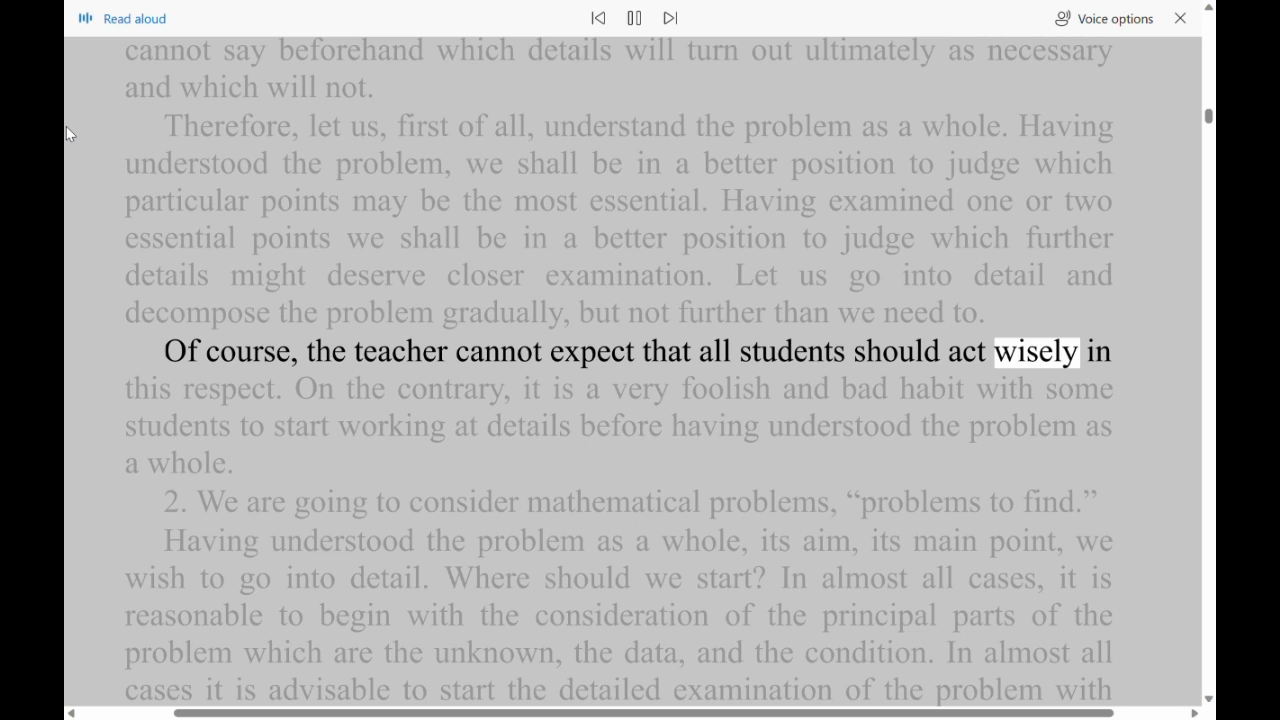 Read aloud
Voice options
cannot say beforehand which details will turn out ultimately as necessary
and which will not.
Therefore, let us, first of all, understand the problem as a whole. Having
understood the problem, we shall be in a better position to judge which
particular points may be the most essential. Having examined one or two
essential points we shall be in a better position to judge which further
details might deserve closer examination. Let us go into detail and
decompose the problem gradually, but not further than we need to.
Of course, the teacher cannot expect that all students should act wisely in
this respect. On the contrary, it is a very foolish and bad habit with some
students to start working at details before having understood the problem as
a whole.
2. We are going to consider mathematical problems, “problems to find.”
Having understood the problem as a whole, its aim, its main point, we
wish to go into detail. Where should we start? In almost all cases, it is
reasonable to begin with the consideration of the principal parts of the
problem which are the unknown, the data, and the condition. In almost all
cases it is advisable to start the detailed examination of the problem with